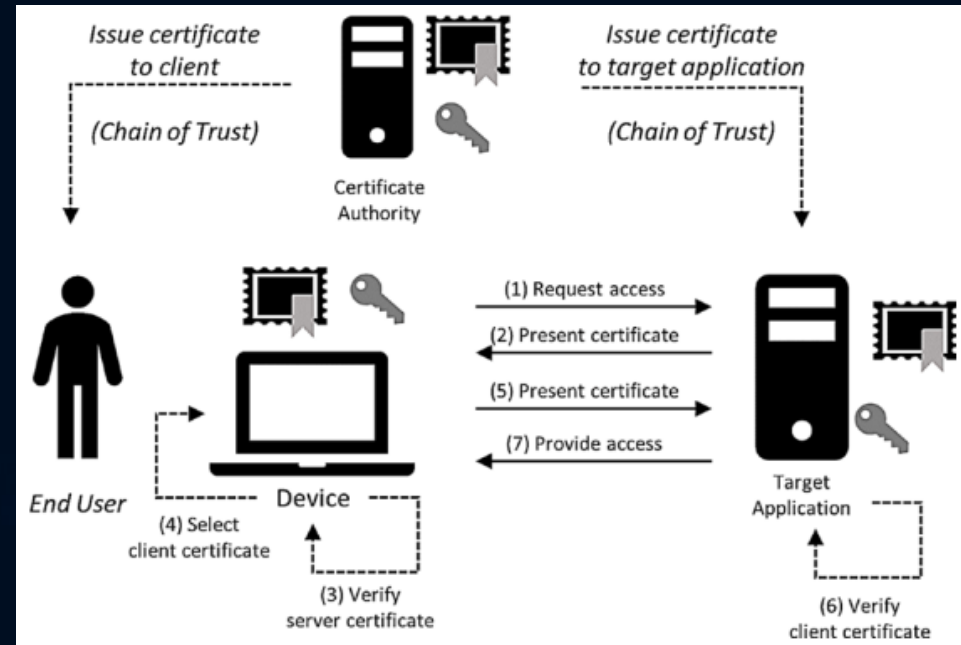 Issue certificate
to client
(Chain of Trust)
Certificate
Authority
Issue certificate
to target application
(Chain of Trust)
(1) Request access
(2) Present certificate
(5) Present certificate
(7) Provide access
End User
Device
(4) Select
client certificate
(3) Verify
server certificate
Target
Application
(6) Verify
client certificate